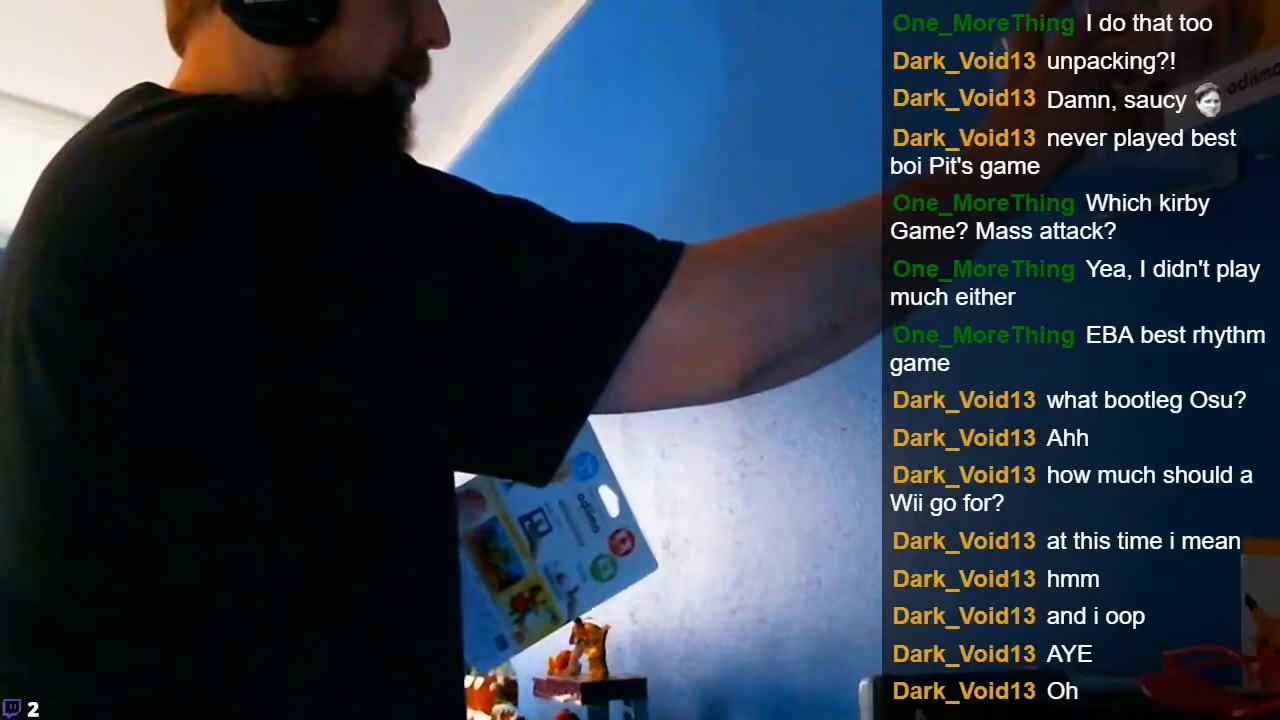 One_MoreThing I do that too
Dark_Void13 unpacking?!
Dark_Void13 Damn, saucy
Dark_Void13 never played best
boi Pit's game
One_MoreThing Which kirby
Game? Mass attack?
One_MoreThing Yea, I didn't play
much either
One_MoreThing EBA best rhythm
game
Dark_Void13 what bootleg Osu?
Dark_Void13 Ahh
Dark_Void13 how much should a
Wii go for?
Dark_Void13 at this time i mean
Dark_Void13 hmm
Dark_Void13 and i oop
Dark_Void13 AYE
Dark_Void13 Oh
amiibo
2